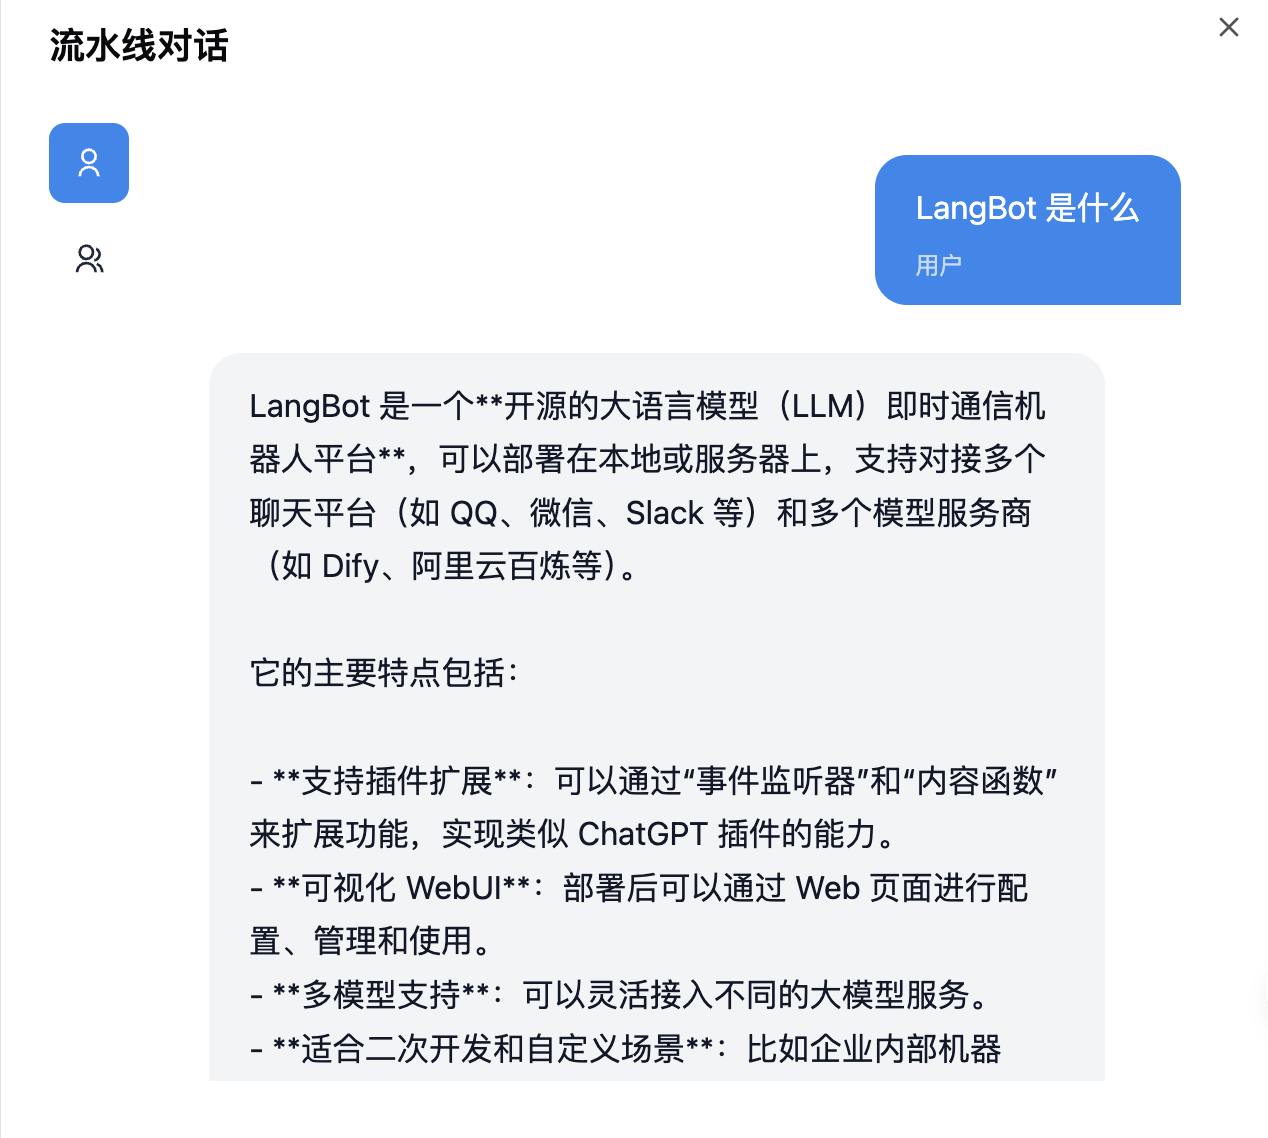 流水线对话
LangBot 是什么
用户
LangBot 是一个**开源的大语言模型（LLM）即时通信机
器人平台**，可以部署在本地或服务器上，支持对接多个
聊天平台（如 QQ、微信、Slack 等）和多个模型服务商
（如 Dify、阿里云百炼等）。
它的主要特点包括：
- **支持插件扩展**：可以通过“事件监听器”和“内容函数”
来扩展功能，实现类似 ChatGPT 插件的能力。
- **可视化 WebUI**：部署后可以通过 Web 页面进行配
置、管理和使用。
- **多模型支持**：可以灵活接入不同的大模型服务。
- **适合二次开发和自定义场景**：比如企业内部机器